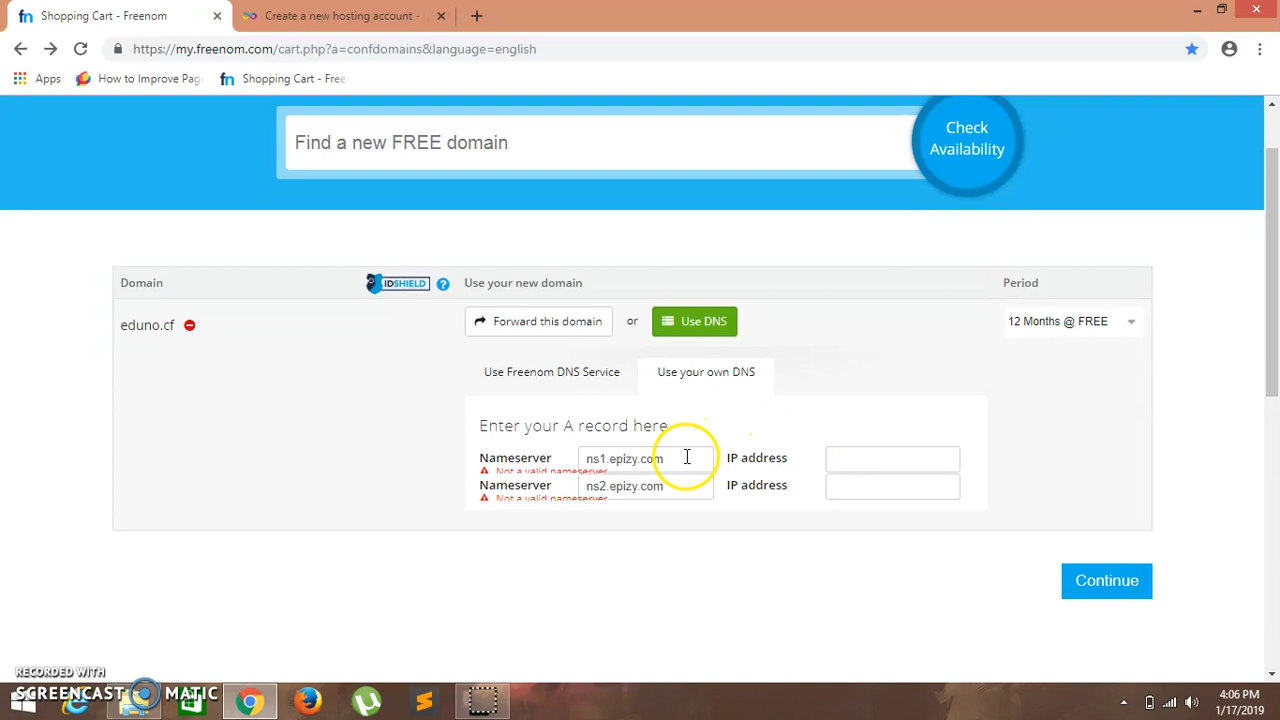 Shopping Cart - Freenom
Create a new hosting account -
https://my.freenom.com/cart.php?a=confdomains&language=english
Apps
How to Improve Pag
Shopping Cart - Free
Find a new FREE domain
Check
Availability
Domain
IDSHIELD
Use your new domain
Period
eduno.cf
Forward this domain
or
Use DNS
12 Months @ FREE
Use Freenom DNS Service
Use your own DNS
Enter your A record here
Nameserver
ns1.epizy.com
IP address
Not a valid nameserver
Nameserver
ns2.epizy.com
IP address
Not a valid nameserver
Continue
RECORDED WITH
SCREENCAST MATIC
4:06 PM
1/17/2019